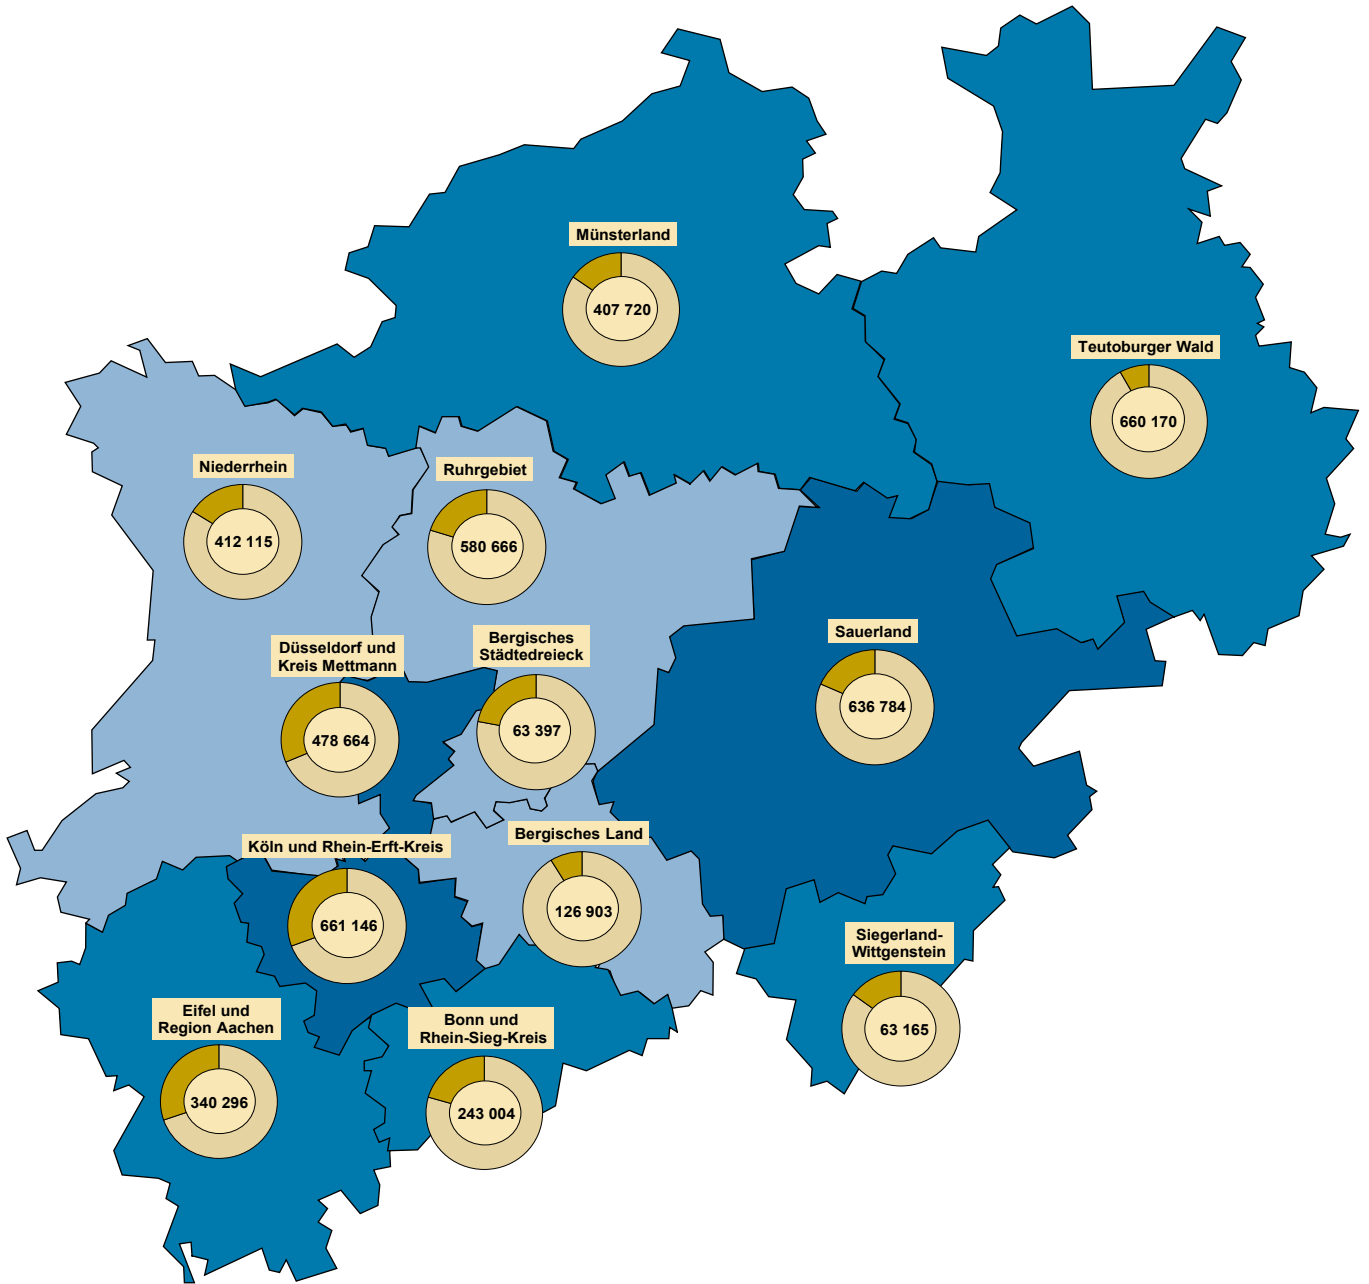 Münsterland
407 720
Teutoburger Wald
660 170
Niederrhein
412 115
Ruhrgebiet
580 666
Düsseldorf und
Kreis Mettmann
478 664
Bergisches
Städtedreieck
63 397
Sauerland
636 784
Köln und Rhein-Erft-Kreis
661 146
Bergisches Land
126 903
Siegerland-
Wittgenstein
63 165
Eifel und
Region Aachen
340 296
Bonn und
Rhein-Sieg-Kreis
243 004